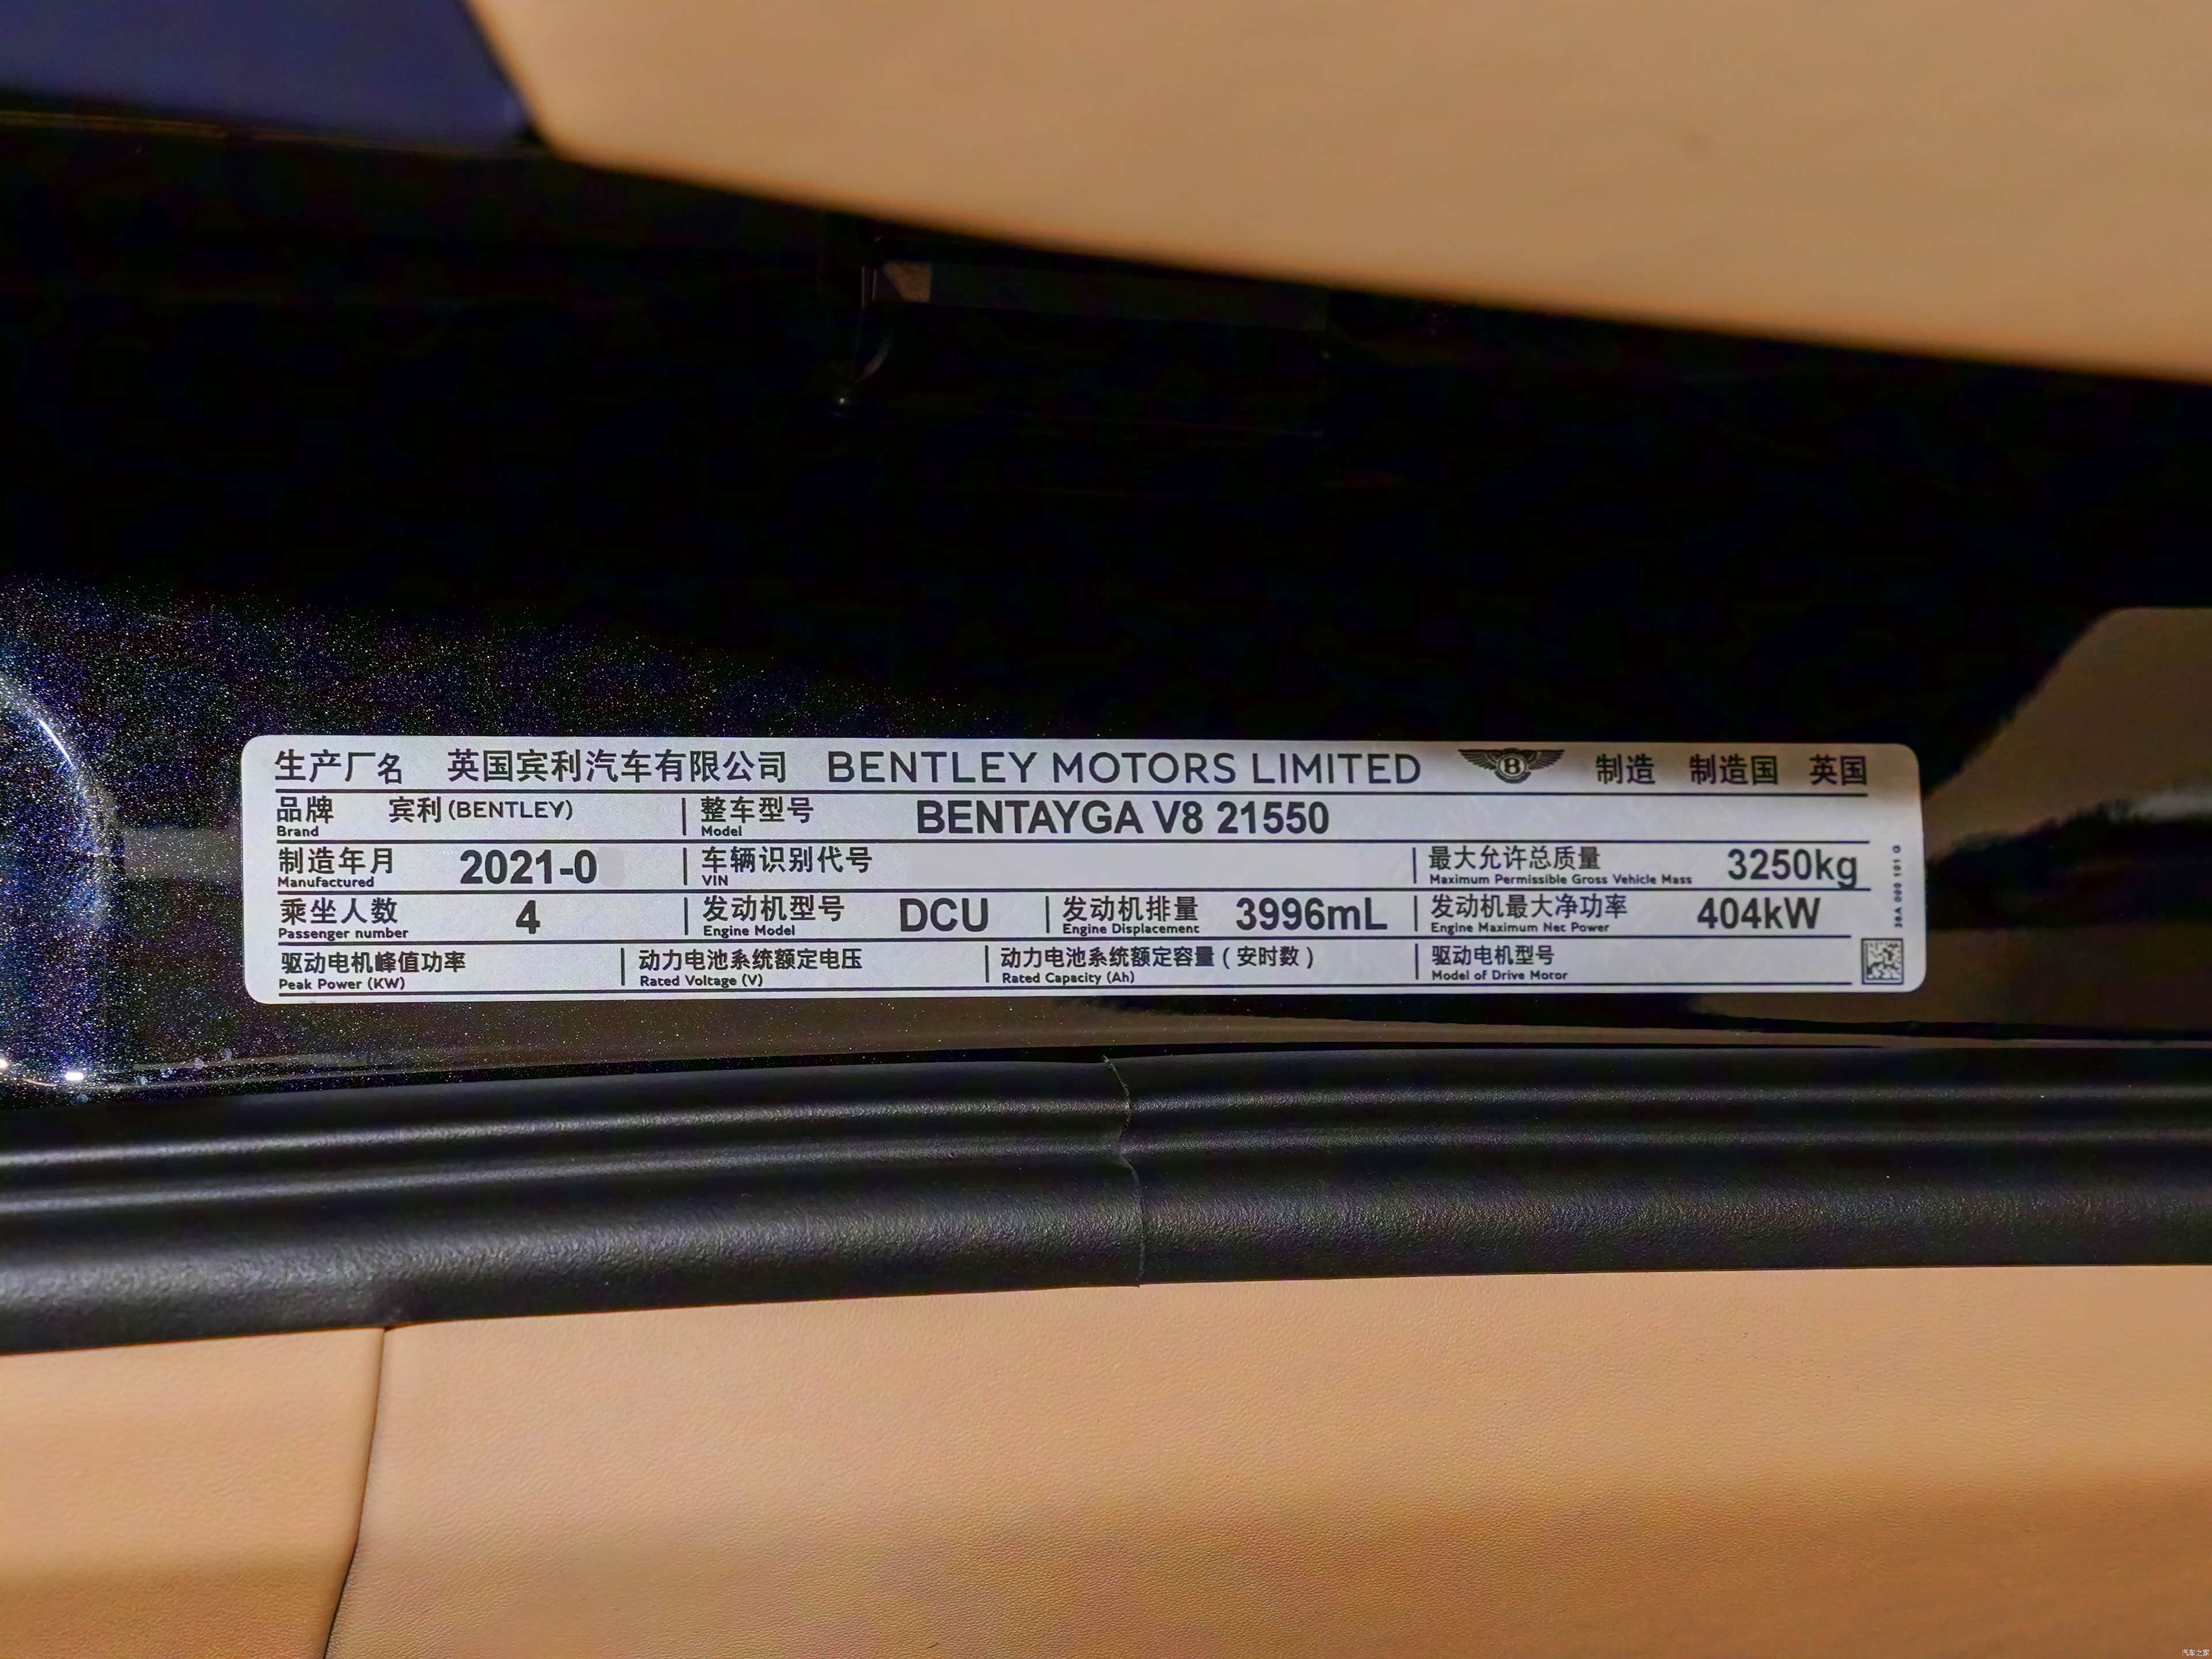 生产厂名 英国宾利汽车有限公司 BENTLEY MOTORS LIMITED B 制造 制造国 英国
品牌 宾利(BENTLEY) 整车型号 BENTAYGA V8 21550
Brand Model
制造年月 2021-0 车辆识别代号 最大允许总质量 3250kg
Manufactured VIN Maximum Permissible Gross Vehicle Mass
乘坐人数 4 发动机型号 DCU 发动机排量 3996mL 发动机最大净功率 404kW
Passenger number Engine Model Engine Displacement Engine Maximum Net Power
驱动电机峰值功率 动力电池系统额定电压 动力电池系统额定容量(安时数) 驱动电机型号
Peak Power (KW) Rated Voltage (V) Rated Capacity (Ah) Model of Drive Motor
36A 000 101 G
汽车之家